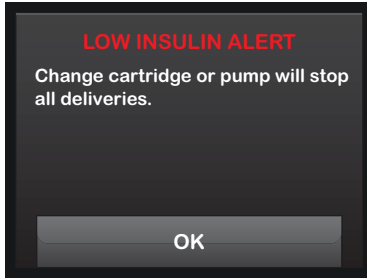 LOW INSULIN ALERT
Change cartridge or pump will stop
all deliveries.
OK